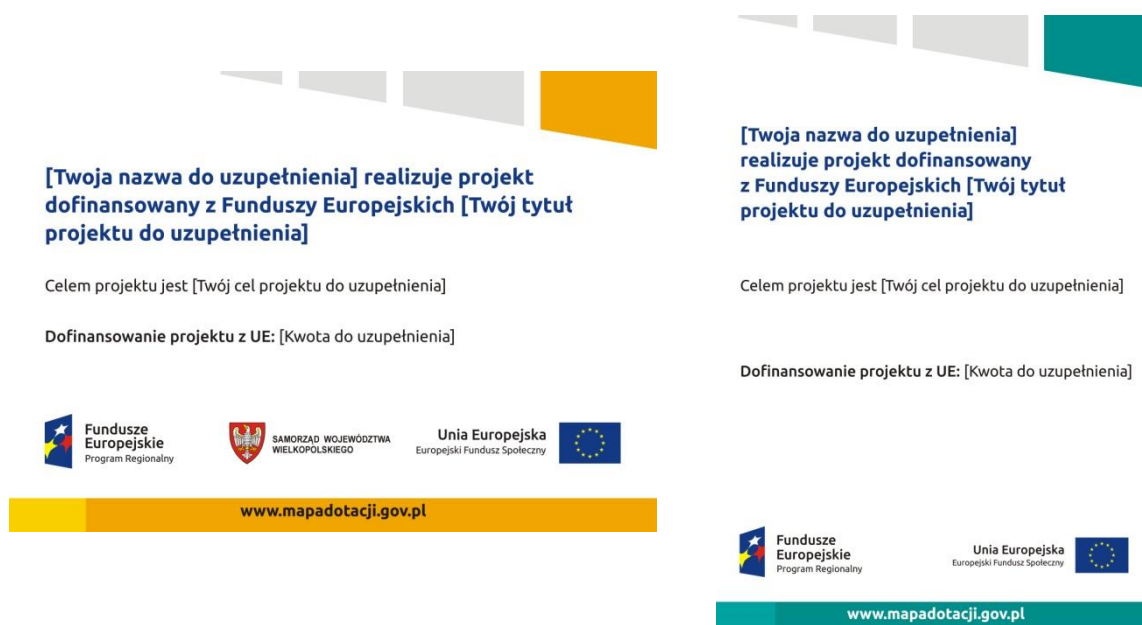 [Twoja nazwa do uzupełnienia] realizuje projekt
dofinansowany z Funduszy Europejskich [Twój tytuł
projektu do uzupełnienia]
Celem projektu jest [Twój cel projektu do uzupełnienia]
Dofinansowanie projektu z UE: [Kwota do uzupełnienia]
Fundusze
Europejskie
Program Regionalny
SAMORZĄD WOJEWÓDZTWA
WIELKOPOLSKIEGO
Unia Europejska
Europejski Fundusz Społeczny
www.mapadotacji.gov.pl
[Twoja nazwa do uzupełnienia]
realizuje projekt dofinansowany
z Funduszy Europejskich [Twój tytuł
projektu do uzupełnienia]
Celem projektu jest [Twój cel projektu do uzupełnienia]
Dofinansowanie projektu z UE: [Kwota do uzupełnienia]
Fundusze
Europejskie
Program Regionalny
Unia Europejska
Europejski Fundusz Społeczny
www.mapadotacji.gov.pl